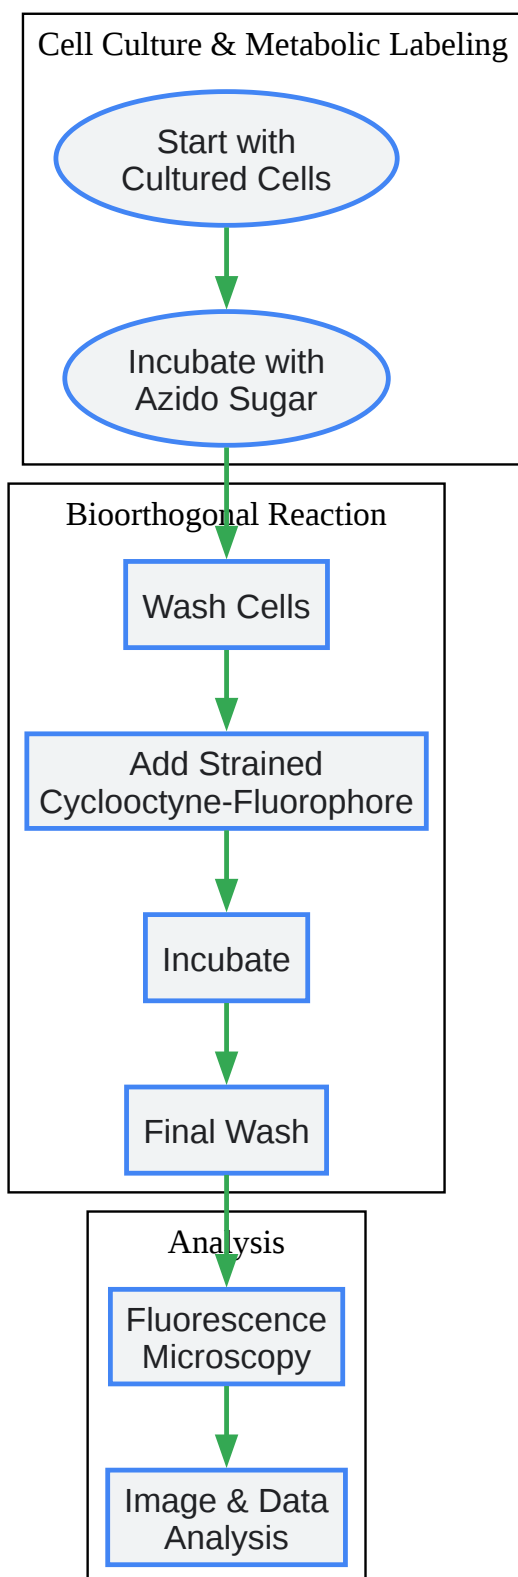 Cell Culture & Metabolic Labeling
Start with
Cultured Cells
Incubate with
Azido Sugar
Bioorthogonal Reaction
Wash Cells
Add Strained
Cyclooctyne-Fluorophore
Incubate
Final Wash
Analysis
Fluorescence
Microscopy
Image & Data
Analysis